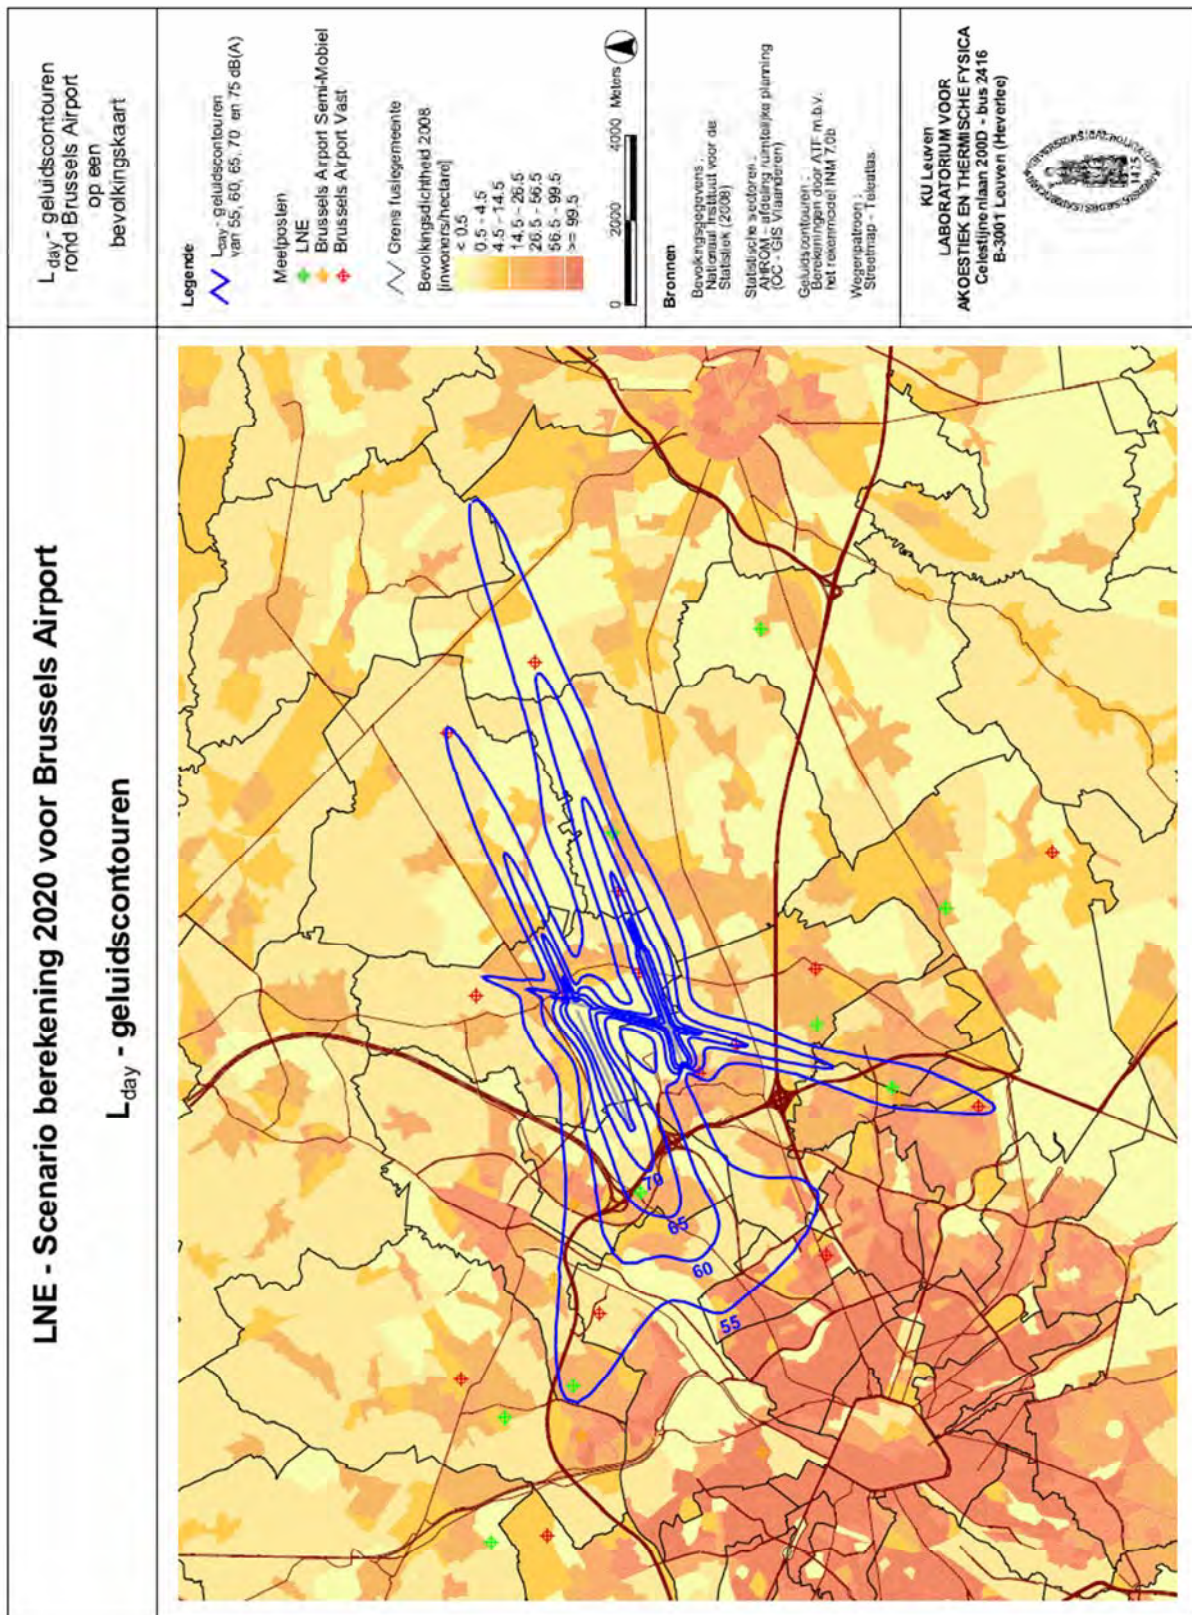 LNE - Scenario berekening 2020 voor Brussels Airport
Lday - geluidscontouren
Lday - geluidscontouren
rond Brussels Airport
op een
bevolkingskaart
Legende
Lday - geluidscontouren
van 55, 60, 65, 70 en 75 dB(A)
Meetposten
LNE
Brussels Airport Semi-Mobiel
Brussels Airport Vast
Grens fusiegemeente
Bevolkingsdichtheid 2008
[inwoners/hectare]
< 0.5
0.5 - 4.5
4.5 - 14.5
14.5 - 26.5
26.5 - 56.5
56.5 - 99.5
>= 99.5
0 2000 4000 Meters
Bronnen
Bevolkingsgegevens :
Nationaal Instituut voor de
Statistiek (2008)
Statistische sectoren :
AHROM - afdeling ruimtelijke planning
(OC - GIS Vlaanderen)
Geluidscontouren :
Berekeningen door ATF m.b.v.
het rekenmodel INM 7.0b
Wegenpatroon :
Streetmap - Teleatlas
KU Leuven
LABORATORIUM VOOR
AKOESTIEK EN THERMISCHE FYSICA
Celestijnenlaan 200D - bus 2416
B-3001 Leuven (Heverlee)
70
65
60
55